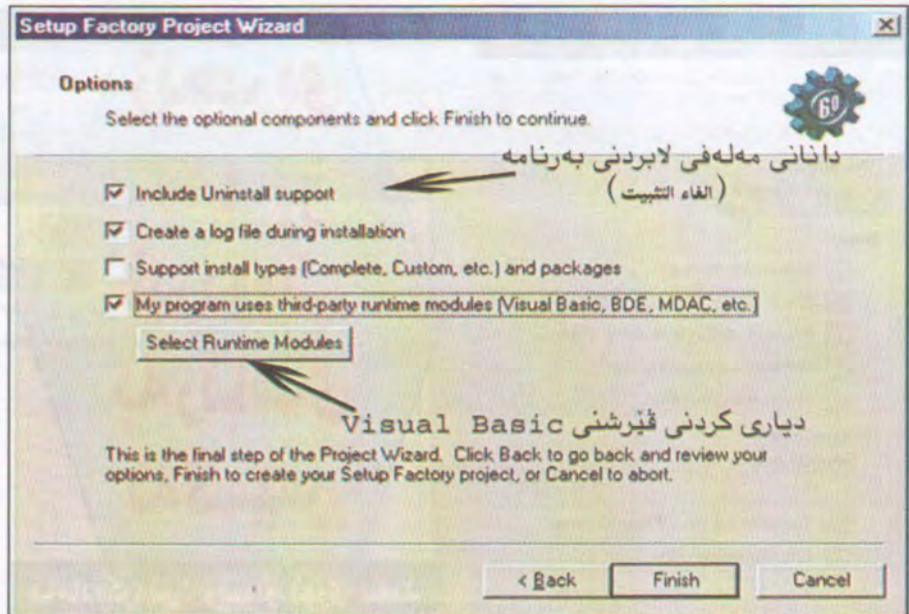 Setup Factory Project Wizard
Options
Select the optional components and click Finish to continue.
6.0
دانانی مەلەفی لابردنی بەرنامە
(الغاء التثبيت)
Include Uninstall support
Create a log file during installation
Support install types (Complete, Custom, etc.) and packages
My program uses third-party runtime modules (Visual Basic, BDE, MDAC, etc.)
Select Runtime Modules
دیاری کردنی ڤێرشنی Visual Basic
This is the final step of the Project Wizard. Click Back to go back and review your
options, Finish to create your Setup Factory project, or Cancel to abort.
< Back
Finish
Cancel